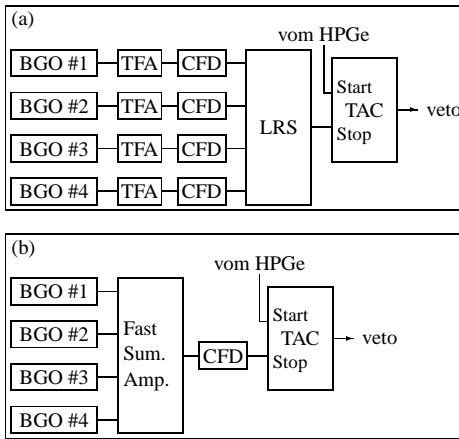 (a)
vom HPGe
BGO #1 TFA CFD
BGO #2 TFA CFD
BGO #3 TFA CFD
BGO #4 TFA CFD
LRS
Start
TAC
Stop
veto
(b)
vom HPGe
BGO #1
BGO #2
BGO #3
BGO #4
Fast
Sum.
Amp.
CFD
Start
TAC
Stop
veto